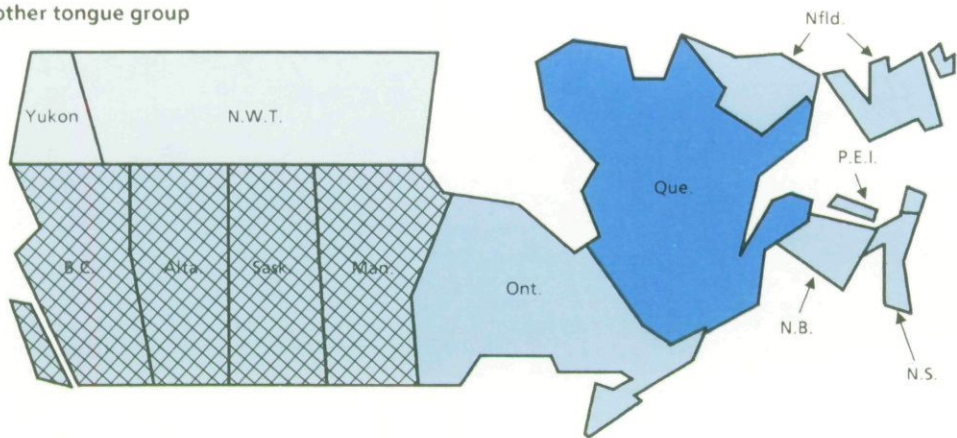 other tongue group
Nfld.
Yukon
N.W.T.
P.E.I.
Que.
B.C.
Alta.
Sask.
Man.
Ont.
N.B.
N.S.